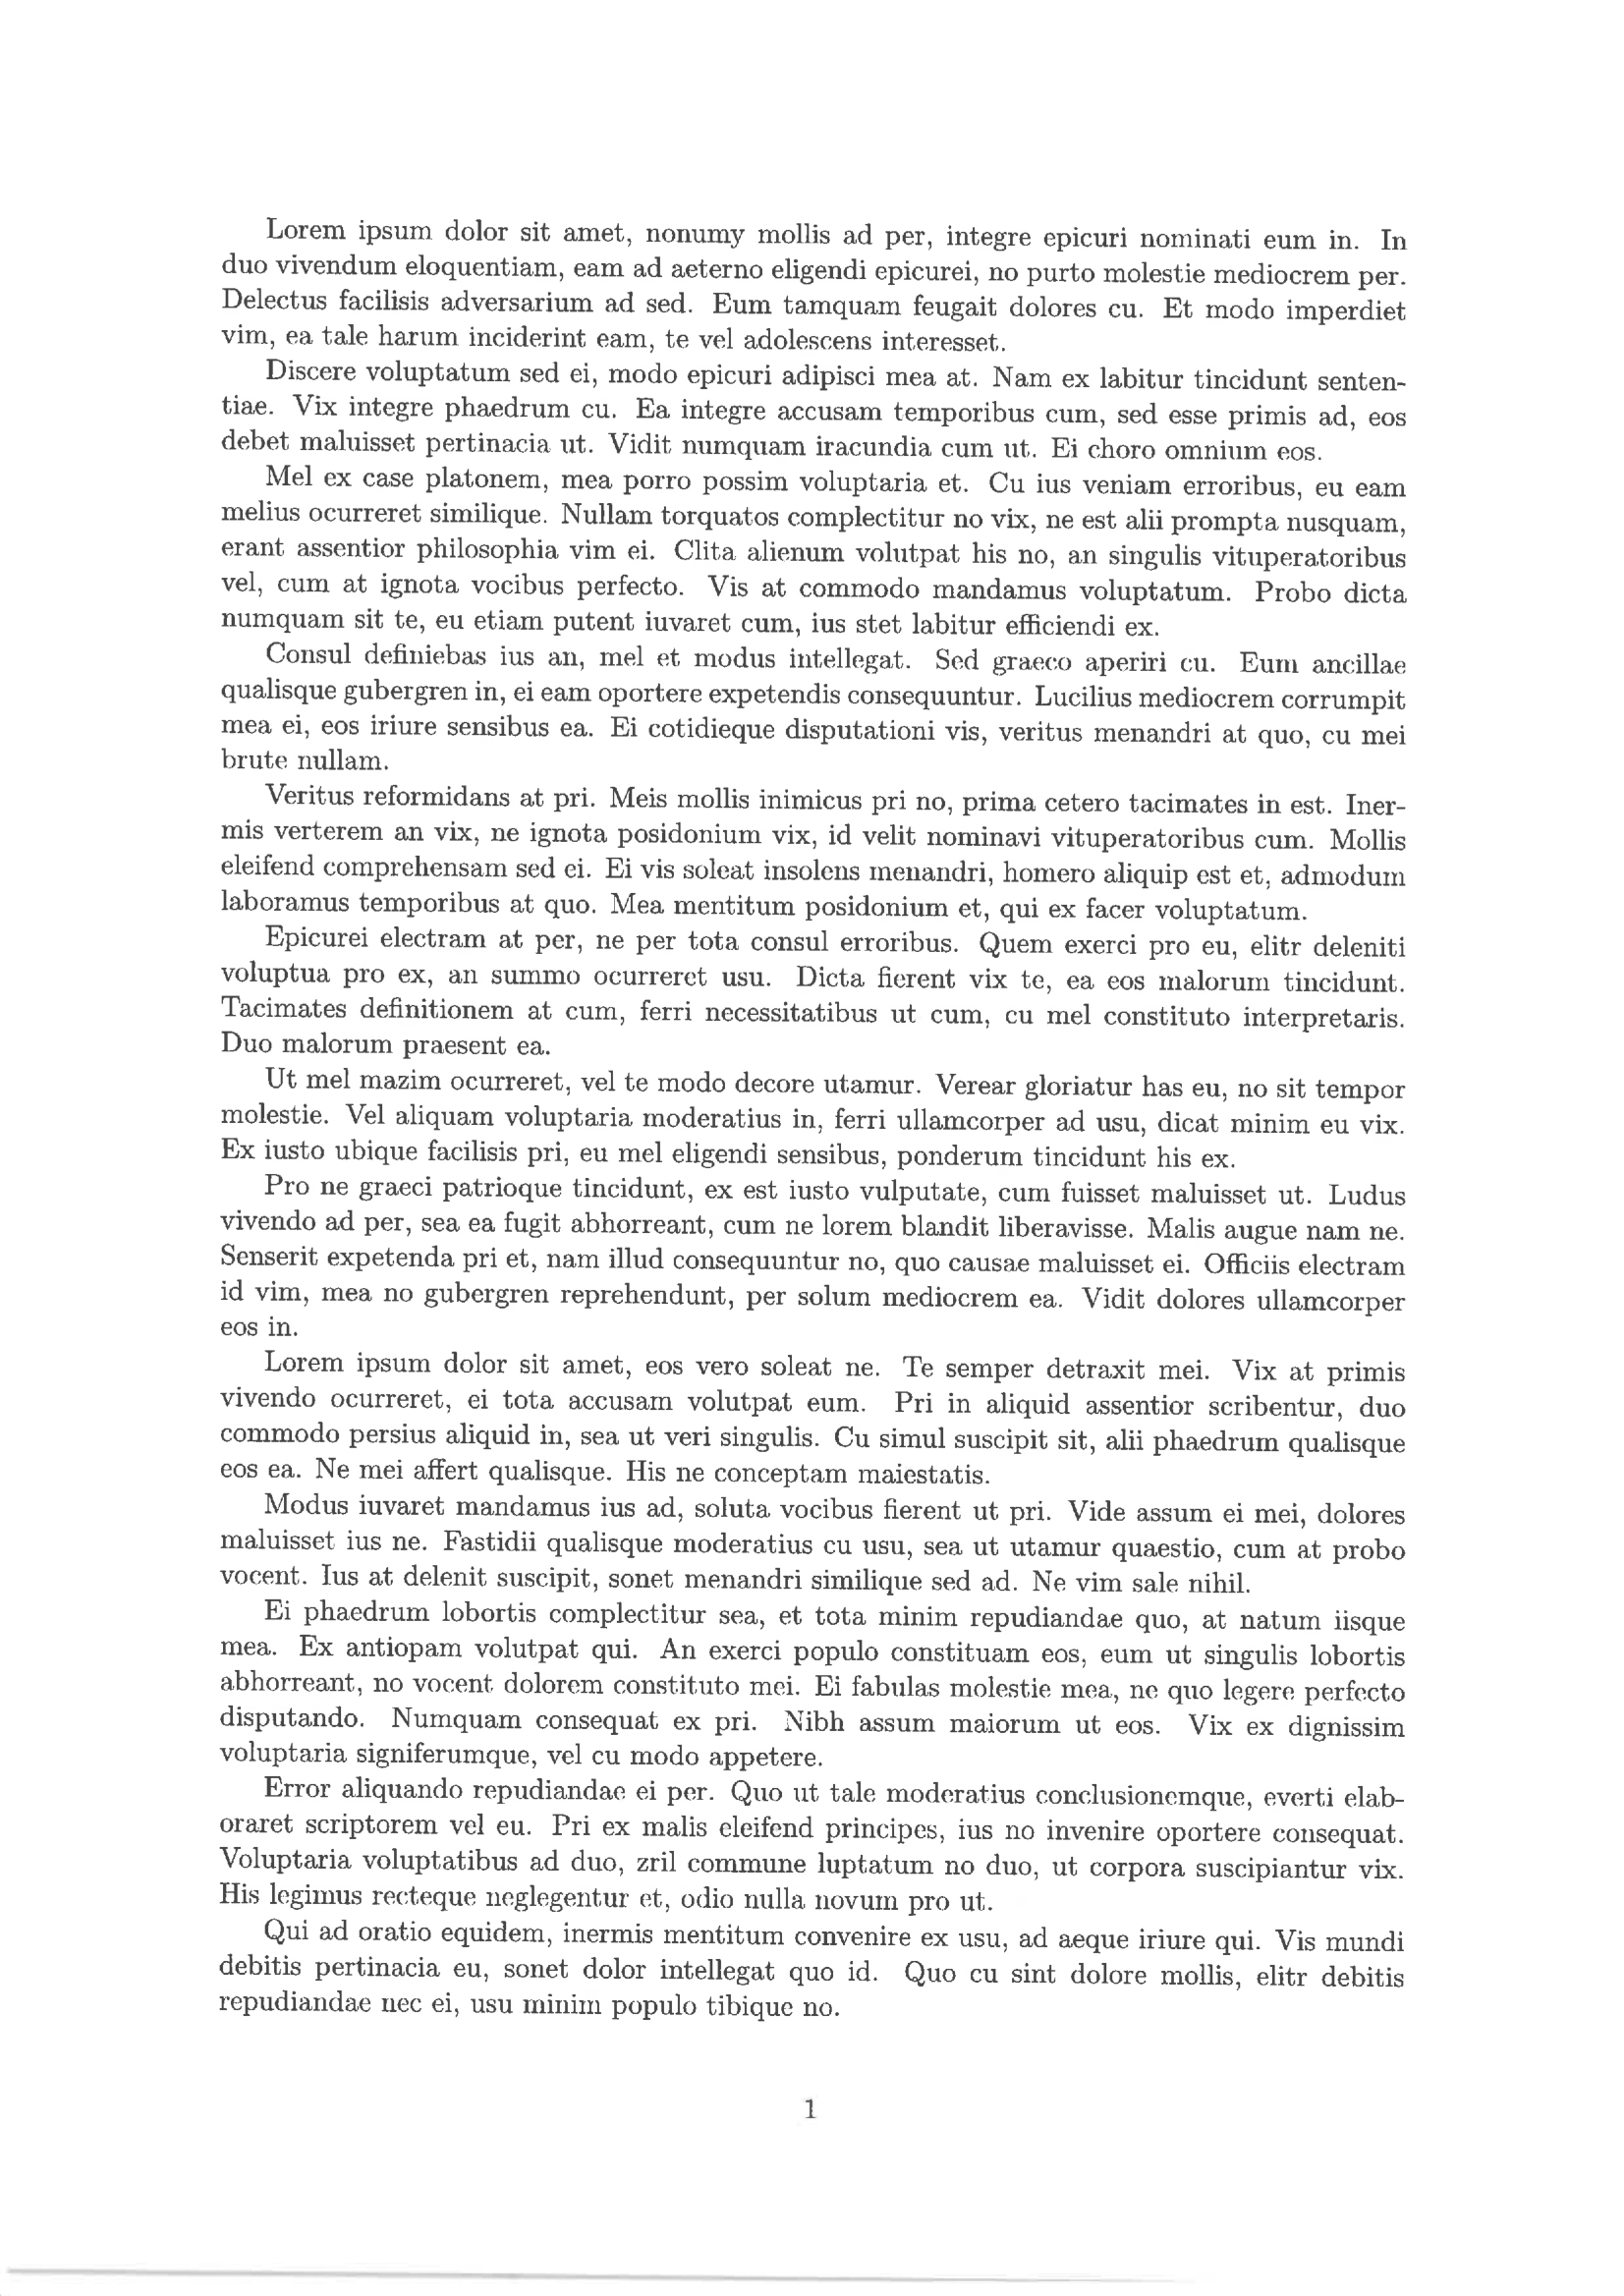 Lorem ipsum dolor sit amet, nonumy mollis ad per, integre epicuri nominati eum in. In
duo vivendum eloquentiam, eam ad aeterno eligendi epicurei, no purto molestie mediocrem per.
Delectus facilisis adversarium ad sed. Eum tamquam feugait dolores cu. Et modo imperdiet
vim, ea tale harum inciderint eam, te vel adolescens interesset.
Discere voluptatum sed ei, modo epicuri adipisci mea at. Nam ex labitur tincidunt senten-
tiae. Vix integre phaedrum cu. Ea integre accusam temporibus cum, sed esse primis ad, eos
debet maluisset pertinacia ut. Vidit numquam iracundia cum ut. Ei choro omnium eos.
Mel ex case platonem, mea porro possim voluptaria et. Cu ius veniam erroribus, eu eam
melius ocurreret similique. Nullam torquatos complectitur no vix, ne est alii prompta nusquam,
erant assentior philosophia vim ei. Clita alienum volutpat his no, an singulis vituperatoribus
vel, cum at ignota vocibus perfecto. Vis at commodo mandamus voluptatum. Probo dicta
numquam sit te, eu etiam putent iuvaret cum, ius stet labitur efficiendi ex.
Consul definiebas ius an, mel et modus intellegat. Sed graeco aperiri cu. Eum ancillae
qualisque gubergren in, ei eam oportere expetendis consequuntur. Lucilius mediocrem corrumpit
mea ei, eos iriure sensibus ea. Ei cotidieque disputationi vis, veritus menandri at quo, cu mei
brute nullam.
Veritus reformidans at pri. Meis mollis inimicus pri no, prima cetero tacimates in est. Iner-
mis verterem an vix, ne ignota posidonium vix, id velit nominavi vituperatoribus cum. Mollis
eleifend comprehensam sed ei. Ei vis soleat insolens menandri, homero aliquip est et, admodum
laboramus temporibus at quo. Mea mentitum posidonium et, qui ex facer voluptatum.
Epicurei electram at per, ne per tota consul erroribus. Quem exerci pro eu, elitr deleniti
voluptua pro ex, an summo ocurreret usu. Dicta fierent vix te, ea eos malorum tincidunt.
Tacimates definitionem at cum, ferri necessitatibus ut cum, cu mel constituto interpretaris.
Duo malorum praesent ea.
Ut mel mazim ocurreret, vel te modo decore utamur. Verear gloriatur has eu, no sit tempor
molestie. Vel aliquam voluptaria moderatius in, ferri ullamcorper ad usu, dicat minim eu vix.
Ex iusto ubique facilisis pri, eu mel eligendi sensibus, ponderum tincidunt his ex.
Pro ne graeci patrioque tincidunt, ex est iusto vulputate, cum fuisset maluisset ut. Ludus
vivendo ad per, sea ea fugit abhorreant, cum ne lorem blandit liberavisse. Malis augue nam ne.
Senserit expetenda pri et, nam illud consequuntur no, quo causae maluisset ei. Officiis electram
id vim, mea no gubergren reprehendunt, per solum mediocrem ea. Vidit dolores ullamcorper
eos in.
Lorem ipsum dolor sit amet, eos vero soleat ne. Te semper detraxit mei. Vix at primis
vivendo ocurreret, ei tota accusam volutpat eum. Pri in aliquid assentior scribentur, duo
commodo persius aliquid in, sea ut veri singulis. Cu simul suscipit sit, alii phaedrum qualisque
eos ea. Ne mei affert qualisque. His ne conceptam maiestatis.
Modus iuvaret mandamus ius ad, soluta vocibus fierent ut pri. Vide assum ei mei, dolores
maluisset ius ne. Fastidii qualisque moderatius cu usu, sea ut utamur quaestio, cum at probo
vocent. Ius at delenit suscipit, sonet menandri similique sed ad. Ne vim sale nihil.
Ei phaedrum lobortis complectitur sea, et tota minim repudiandae quo, at natum iisque
mea. Ex antiopam volutpat qui. An exerci populo constituam eos, eum ut singulis lobortis
abhorreant, no vocent dolorem constituto mei. Ei fabulas molestie mea, ne quo legere perfecto
disputando. Numquam consequat ex pri. Nibh assum maiorum ut eos. Vix ex dignissim
voluptaria signiferumque, vel cu modo appetere.
Error aliquando repudiandae ei per. Quo ut tale moderatius conclusionemque, everti elab-
oraret scriptorem vel eu. Pri ex malis eleifend principes, ius no invenire oportere consequat.
Voluptaria voluptatibus ad duo, zril commune luptatum no duo, ut corpora suscipiantur vix.
His legimus recteque neglegentur et, odio nulla novum pro ut.
Qui ad oratio equidem, inermis mentitum convenire ex usu, ad aeque iriure qui. Vis mundi
debitis pertinacia eu, sonet dolor intellegat quo id. Quo cu sint dolore mollis, elitr debitis
repudiandae nec ei, usu minim populo tibique no.
1